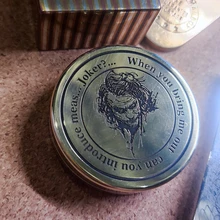 When you bring me out
can you introduce me as... Joker?...